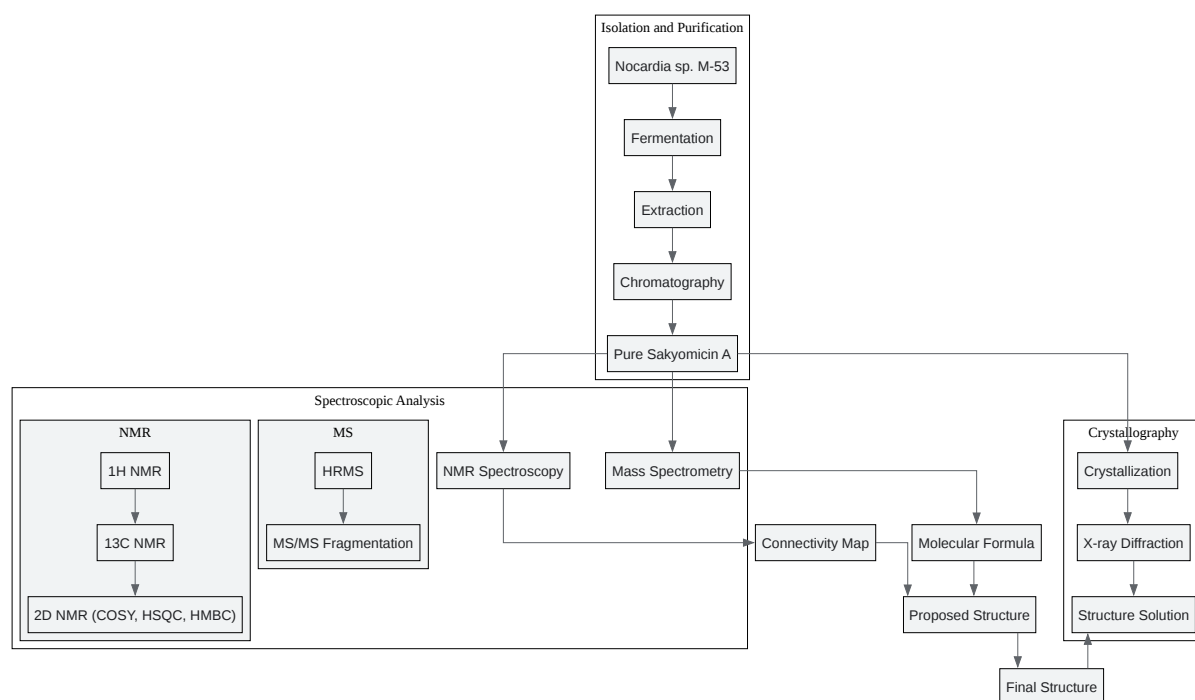 Isolation and Purification
Nocardia sp. M-53
Fermentation
Extraction
Chromatography
Pure Sakyomicin A
Spectroscopic Analysis
NMR
1H NMR
13C NMR
2D NMR (COSY, HSQC, HMBC)
MS
HRMS
MS/MS Fragmentation
NMR Spectroscopy
Mass Spectrometry
Connectivity Map
Molecular Formula
Proposed Structure
Final Structure
Crystallography
Crystallization
X-ray Diffraction
Structure Solution